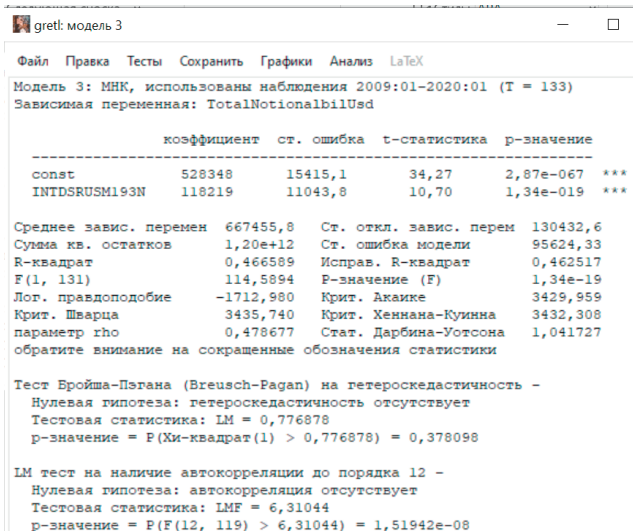 gretl: модель 3
Файл Правка Тесты Сохранить Графики Анализ LaTeX
Модель 3: МНК, использованы наблюдения 2009:01-2020:01 (T = 133)
Зависимая переменная: TotalNotionalbilUsd
коэффициент ст. ошибка t-статистика p-значение
---------------------------------------------------------------
const 528348 15415,1 34,27 2,87e-067 ***
INTDSRUSM193N 118219 11043,8 10,70 1,34e-019 ***
Среднее завис. перемен 667455,8 Ст. откл. завис. перем 130432,6
Сумма кв. остатков 1,20e+12 Ст. ошибка модели 95624,33
R-квадрат 0,466589 Исправ. R-квадрат 0,462517
F(1, 131) 114,5894 Р-значение (F) 1,34e-19
Лог. правдоподобие -1712,980 Крит. Акаике 3429,959
Крит. Шварца 3435,740 Крит. Хеннана-Куинна 3432,308
параметр rho 0,478677 Стат. Дарбина-Уотсона 1,041727
обратите внимание на сокращенные обозначения статистики
Тест Бройша-Пэгана (Breusch-Pagan) на гетероскедастичность -
Нулевая гипотеза: гетероскедастичность отсутствует
Тестовая статистика: LM = 0,776878
р-значение = P(Хи-квадрат(1) > 0,776878) = 0,378098
LM тест на наличие автокорреляции до порядка 12 -
Нулевая гипотеза: автокорреляция отсутствует
Тестовая статистика: LMF = 6,31044
р-значение = P(F(12, 119) > 6,31044) = 1,51942e-08